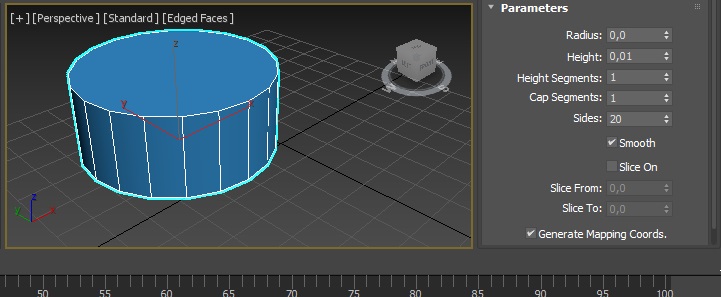 [+] [Perspective] [Standard] [Edged Faces]
z
y
x
z
y
x
Parameters
Radius: 0,0
Height: 0,01
Height Segments: 1
Cap Segments: 1
Sides: 20
Smooth
Slice On
Slice From: 0,0
Slice To: 0,0
Generate Mapping Coords.
50 55 60 65 70 75 80 85 90 95 100